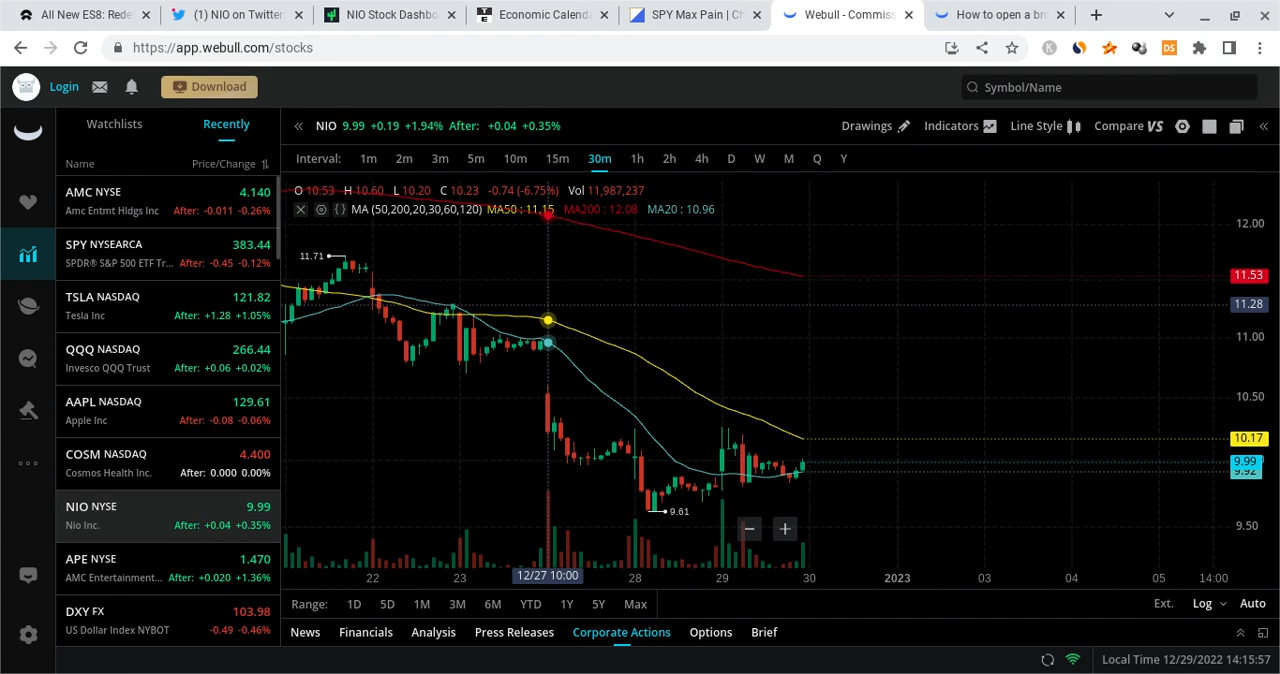 All New ES8: Rede
(1) NIO on Twitter
NIO Stock Dashbo
Economic Calenda
SPY Max Pain | Ch
Webull - Commiss
How to open a bro
https://app.webull.com/stocks
Login
Download
Symbol/Name
Watchlists
Recently
NIO 9.99 +0.19 +1.94% After: +0.04 +0.35%
Drawings
Indicators
Line Style
Compare VS
Name
Price/Change
Interval: 1m 2m 3m 5m 10m 15m 30m 1h 2h 4h D W M Q Y
AMC NYSE 4.140
Amc Entmt Hldgs Inc After: -0.011 -0.26%
SPY NYSEARCA 383.44
SPDR® S&P 500 ETF Tr... After: -0.45 -0.12%
TSLA NASDAQ 121.82
Tesla Inc After: +1.28 +1.05%
QQQ NASDAQ 266.44
Invesco QQQ Trust After: +0.06 +0.02%
AAPL NASDAQ 129.61
Apple Inc After: -0.08 -0.06%
COSM NASDAQ 4.400
Cosmos Health Inc. After: 0.000 0.00%
NIO NYSE 9.99
Nio Inc. After: +0.04 +0.35%
APE NYSE 1.470
AMC Entertainment... After: +0.020 +1.36%
DXY FX 103.98
US Dollar Index NYBOT -0.49 -0.46%
O 10.53 H 10.60 L 10.20 C 10.23 -0.74 (-6.75%) Vol 11,987,237
MA (50,200,20,30,60,120) MA50 : 11.15 MA200 : 12.08 MA20 : 10.96
11.71
9.61
12.00
11.53
11.28
11.00
10.50
10.17
9.99
9.92
9.50
22 23 12/27 10:00 28 29 30 2023 03 04 05 14:00
Range: 1D 5D 1M 3M 6M YTD 1Y 5Y Max
Ext. Log Auto
News Financials Analysis Press Releases Corporate Actions Options Brief
Local Time 12/29/2022 14:15:57